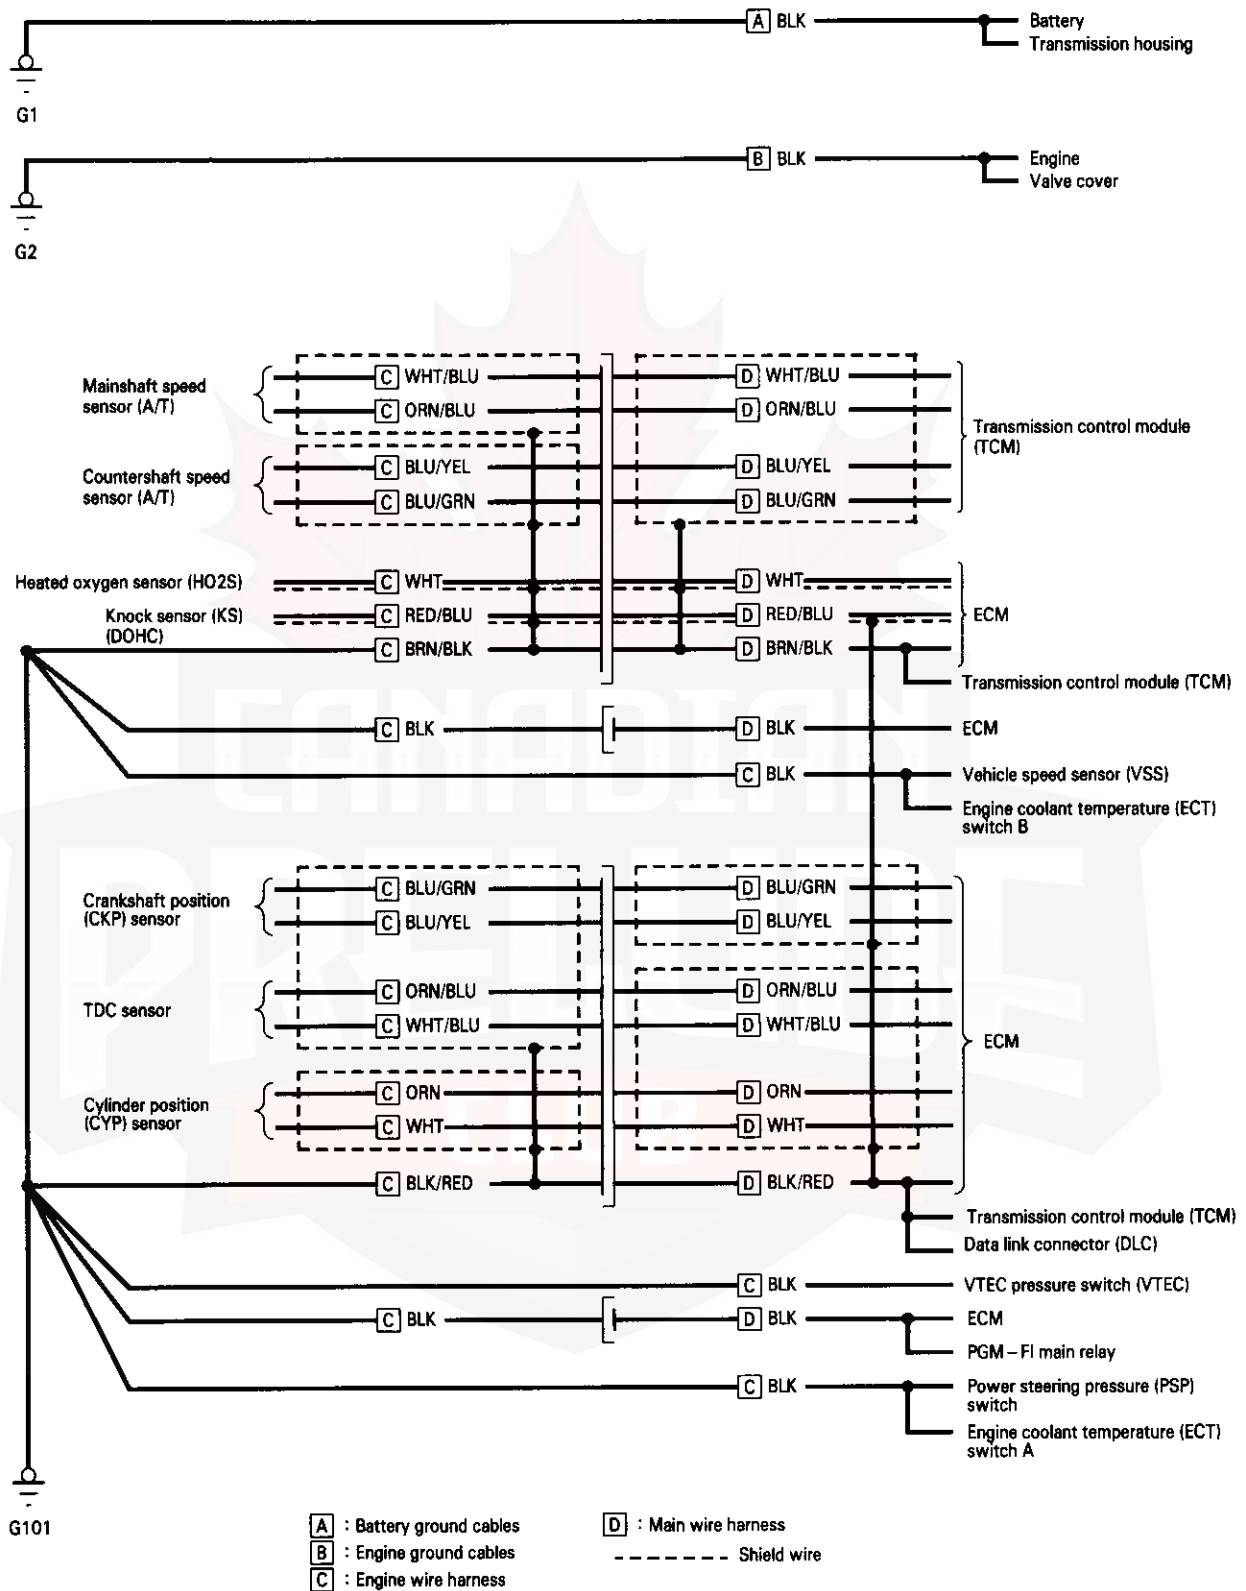 A BLK
Battery
Transmission housing
G1
B BLK
Engine
Valve cover
G2
Mainshaft speed
sensor (A/T)
C WHT/BLU
D WHT/BLU
C ORN/BLU
D ORN/BLU
Transmission control module
(TCM)
Countershaft speed
sensor (A/T)
C BLU/YEL
D BLU/YEL
C BLU/GRN
D BLU/GRN
Heated oxygen sensor (HO2S)
C WHT
D WHT
Knock sensor (KS)
(DOHC)
C RED/BLU
D RED/BLU
ECM
C BRN/BLK
D BRN/BLK
Transmission control module (TCM)
C BLK
D BLK
ECM
C BLK
Vehicle speed sensor (VSS)
Engine coolant temperature (ECT)
switch B
CANADIAN
PRELUDE
CLUB
Crankshaft position
(CKP) sensor
C BLU/GRN
D BLU/GRN
C BLU/YEL
D BLU/YEL
TDC sensor
C ORN/BLU
D ORN/BLU
C WHT/BLU
D WHT/BLU
ECM
Cylinder position
(CYP) sensor
C ORN
D ORN
C WHT
D WHT
C BLK/RED
D BLK/RED
Transmission control module (TCM)
Data link connector (DLC)
C BLK
VTEC pressure switch (VTEC)
C BLK
D BLK
ECM
PGM – FI main relay
C BLK
Power steering pressure (PSP)
switch
Engine coolant temperature (ECT)
switch A
G101
A : Battery ground cables
B : Engine ground cables
C : Engine wire harness
D : Main wire harness
Shield wire